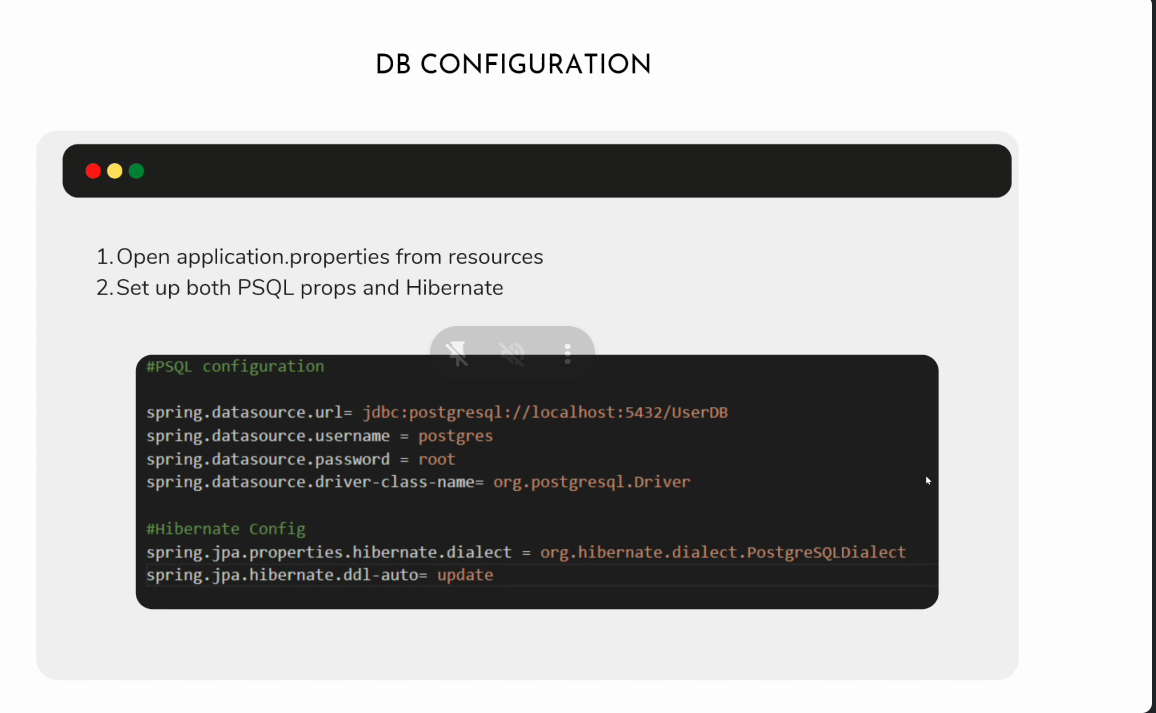 DB CONFIGURATION
1. Open application.properties from resources
2. Set up both PSQL props and Hibernate
#PSQL configuration
spring.datasource.url= jdbc:postgresql://localhost:5432/UserDB
spring.datasource.username = postgres
spring.datasource.password = root
spring.datasource.driver-class-name= org.postgresql.Driver
#Hibernate Config
spring.jpa.properties.hibernate.dialect = org.hibernate.dialect.PostgreSQLDialect
spring.jpa.hibernate.ddl-auto= update